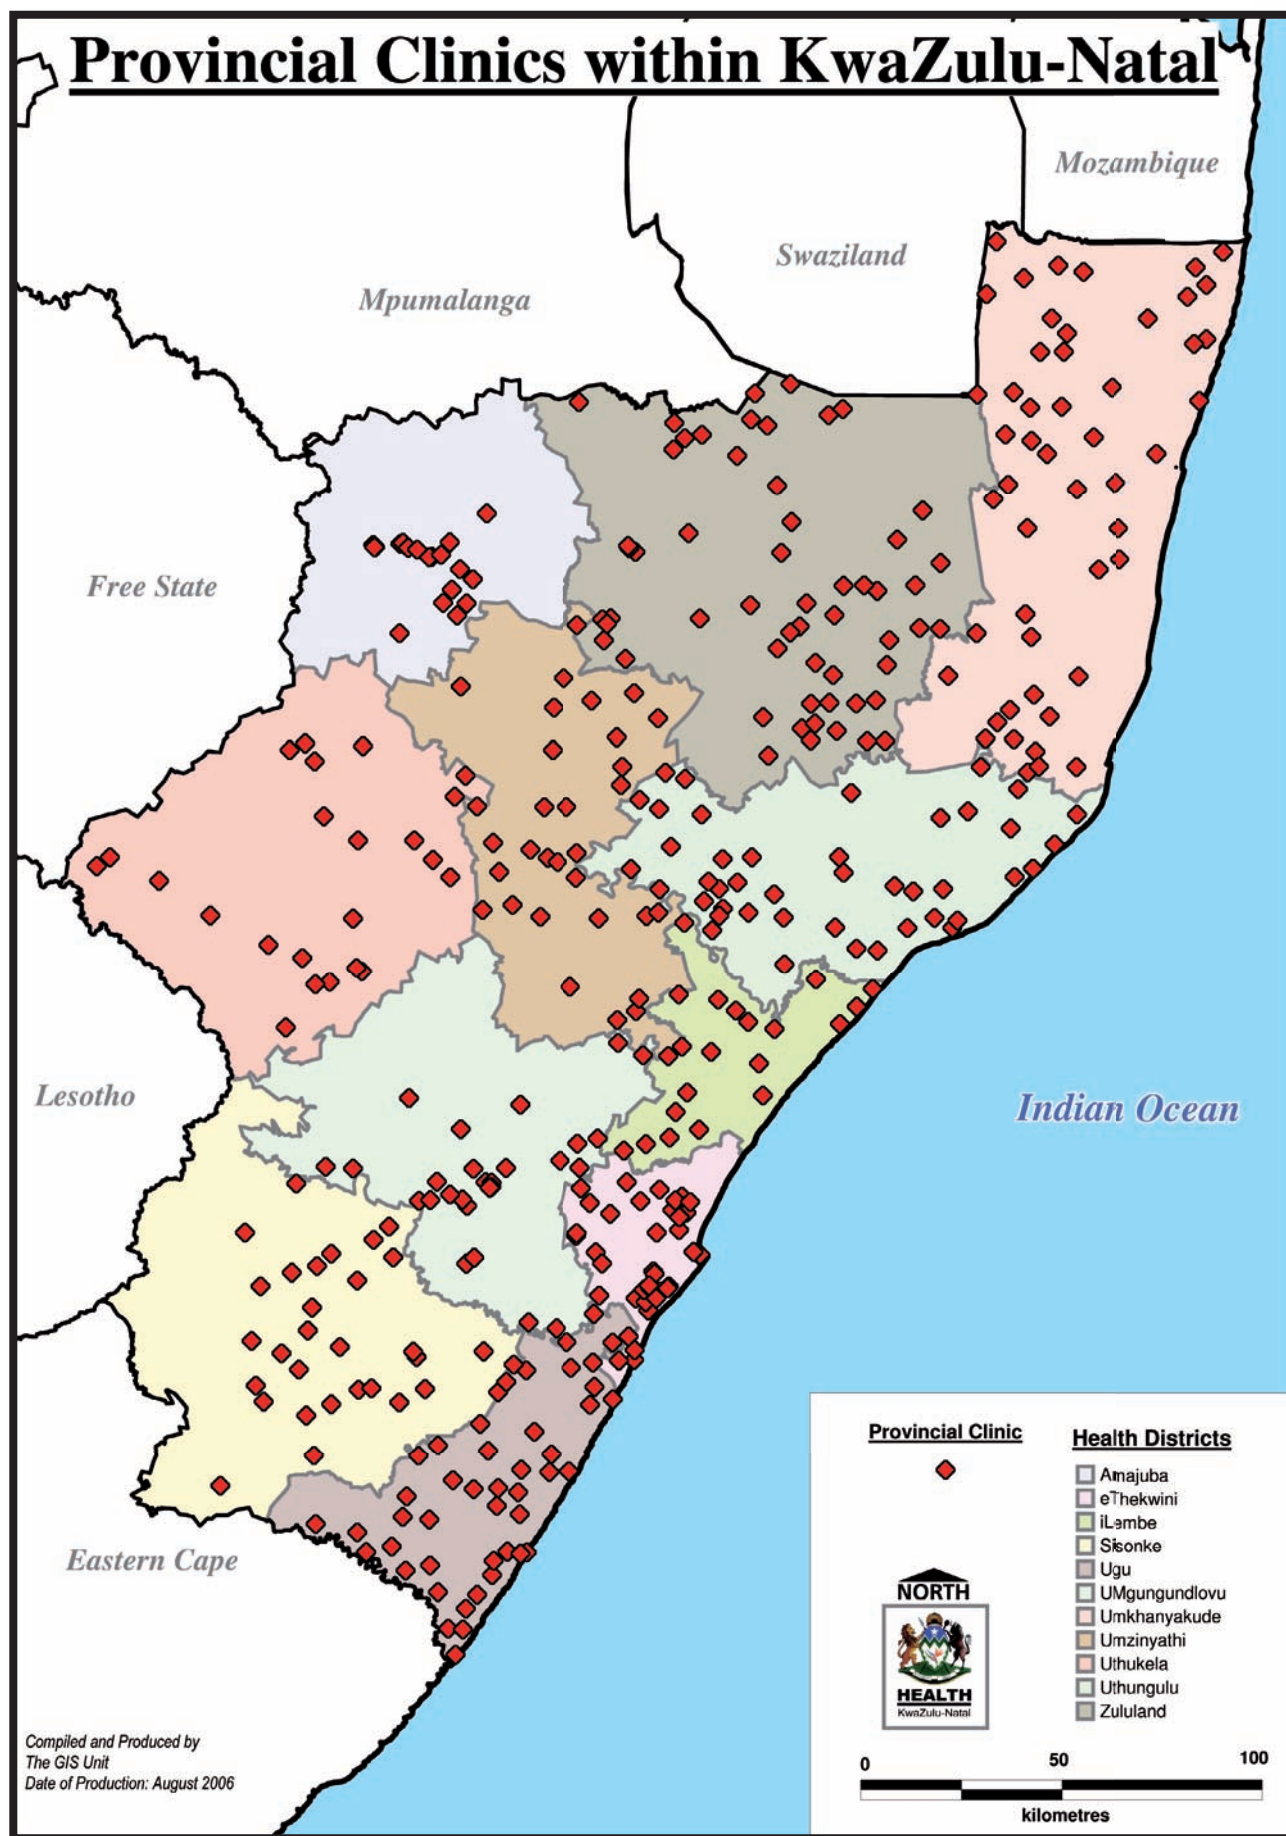 Provincial Clinics within KwaZulu-Natal
Mozambique
Swaziland
Mpumalanga
Free State
Lesotho
Indian Ocean
Eastern Cape
Provincial Clinic
Health Districts
Amajuba
eThekwini
iLembe
Sisonke
Ugu
UMgungundlovu
Umkhanyakude
Umzinyathi
Uthukela
Uthungulu
Zululand
NORTH
HEALTH
KwaZulu-Natal
0 50 100
kilometres
Compiled and Produced by
The GIS Unit
Date of Production: August 2006